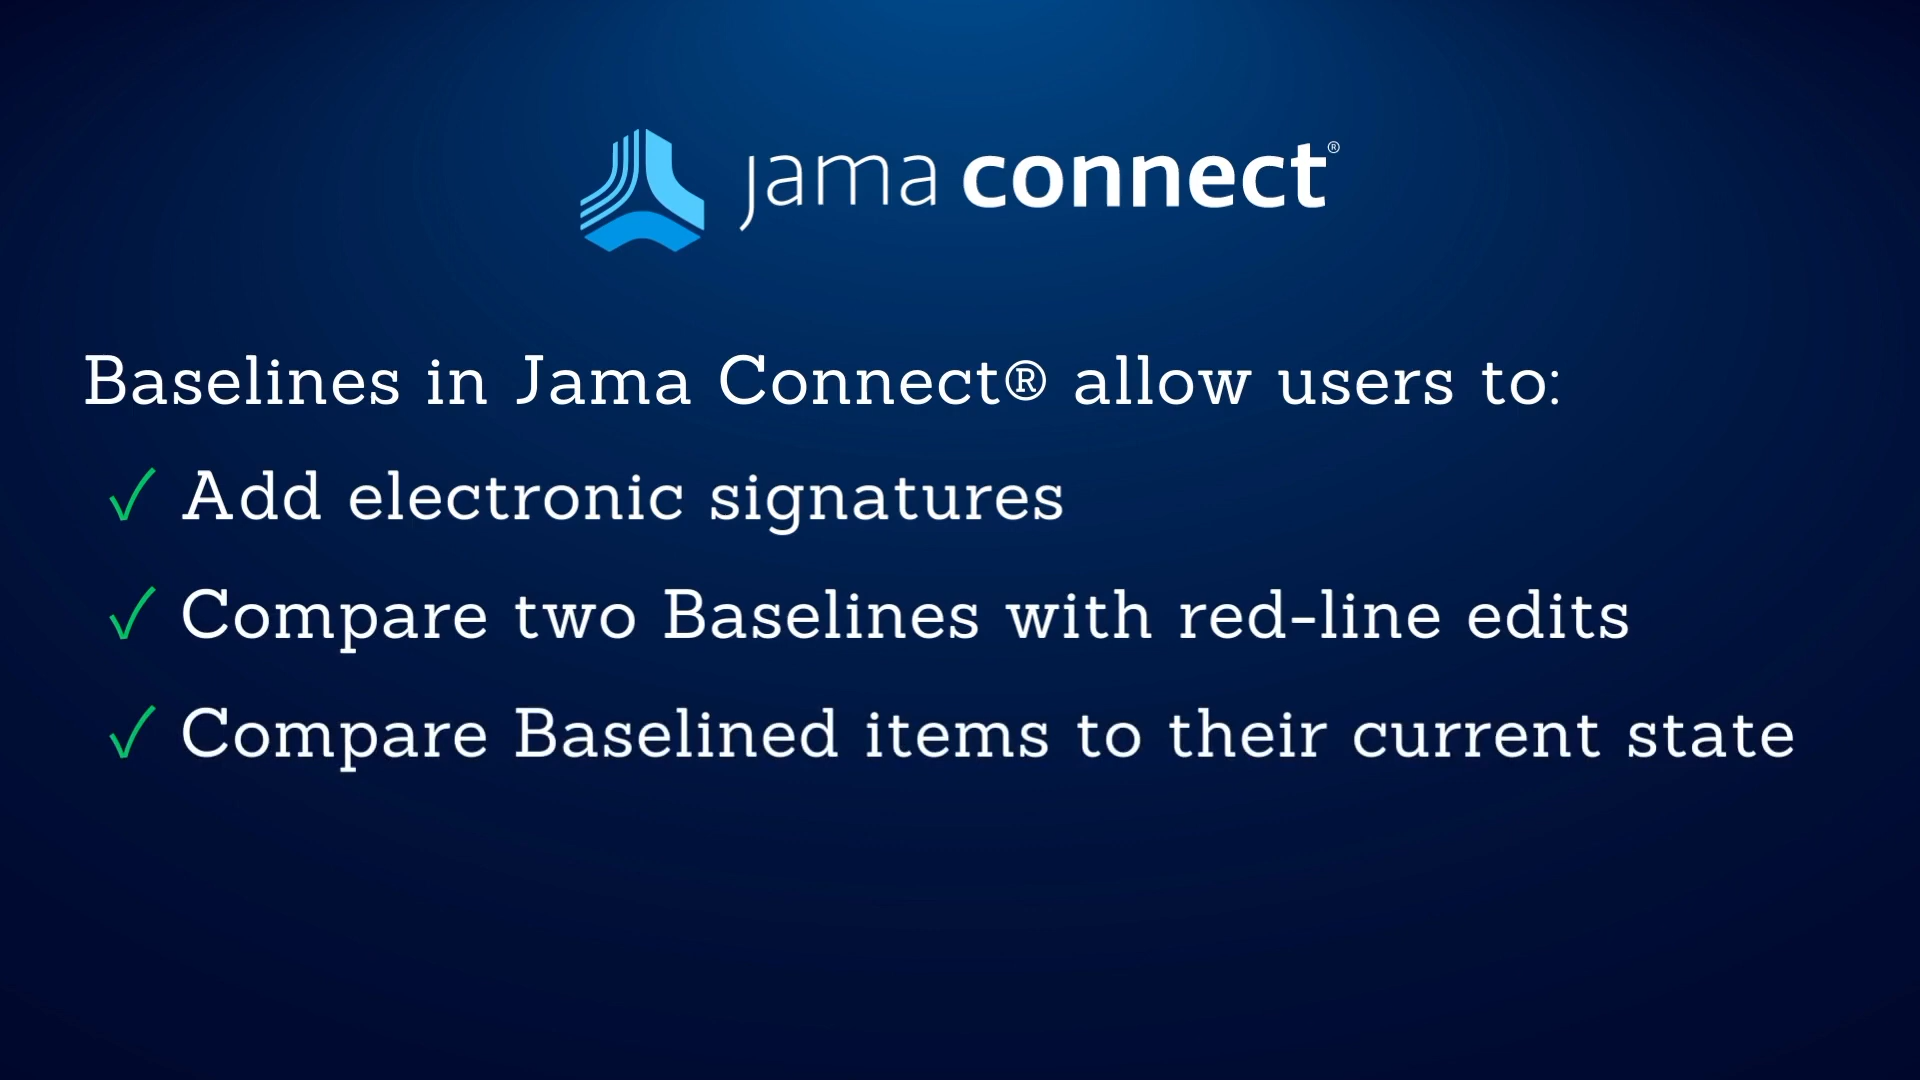 jama connect®
Baselines in Jama Connect® allow users to:
✓ Add electronic signatures
✓ Compare two Baselines with red-line edits
✓ Compare Baselined items to their current state